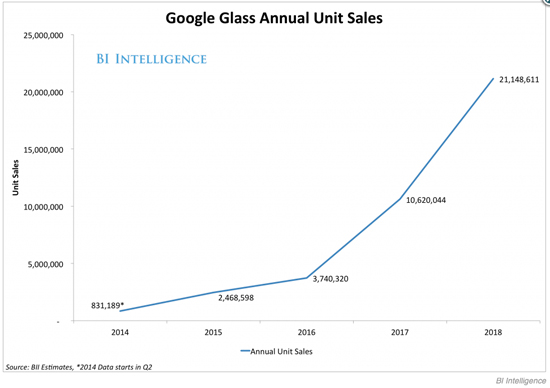 Google Glass Annual Unit Sales
BI INTELLIGENCE
25,000,000
20,000,000
15,000,000
10,000,000
5,000,000
-
Unit Sales
831,189*
2,468,598
3,740,320
10,620,044
21,148,611
2014 2015 2016 2017 2018
Annual Unit Sales
Source: BII Estimates, *2014 Data starts in Q2
BI Intelligence